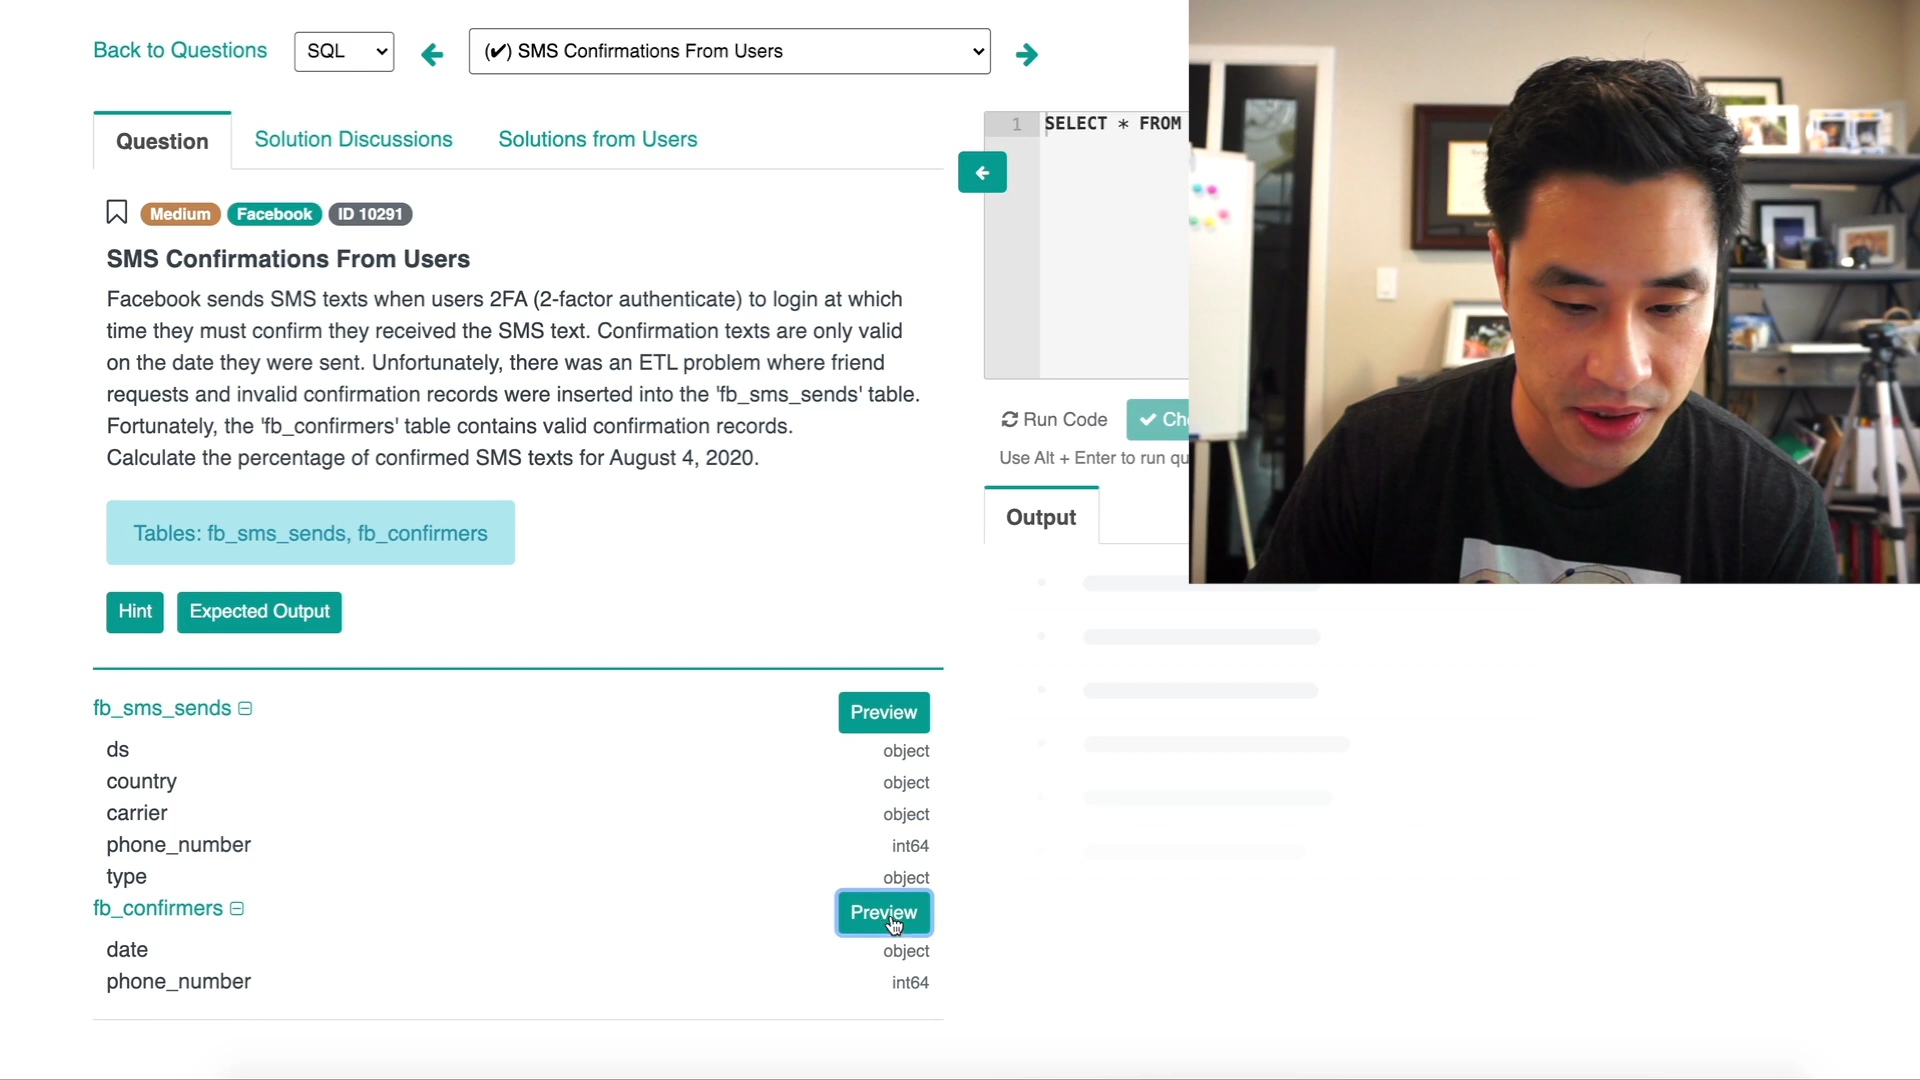 Back to Questions
SQL
(✔) SMS Confirmations From Users
Question
Solution Discussions
Solutions from Users
1 SELECT * FROM
Medium
Facebook
ID 10291
SMS Confirmations From Users
Facebook sends SMS texts when users 2FA (2-factor authenticate) to login at which
time they must confirm they received the SMS text. Confirmation texts are only valid
on the date they were sent. Unfortunately, there was an ETL problem where friend
requests and invalid confirmation records were inserted into the 'fb_sms_sends' table.
Fortunately, the 'fb_confirmers' table contains valid confirmation records.
Calculate the percentage of confirmed SMS texts for August 4, 2020.
Tables: fb_sms_sends, fb_confirmers
Hint
Expected Output
fb_sms_sends
Preview
ds object
country object
carrier object
phone_number int64
type object
fb_confirmers
Preview
date object
phone_number int64
Run Code
Use Alt + Enter to run
Output